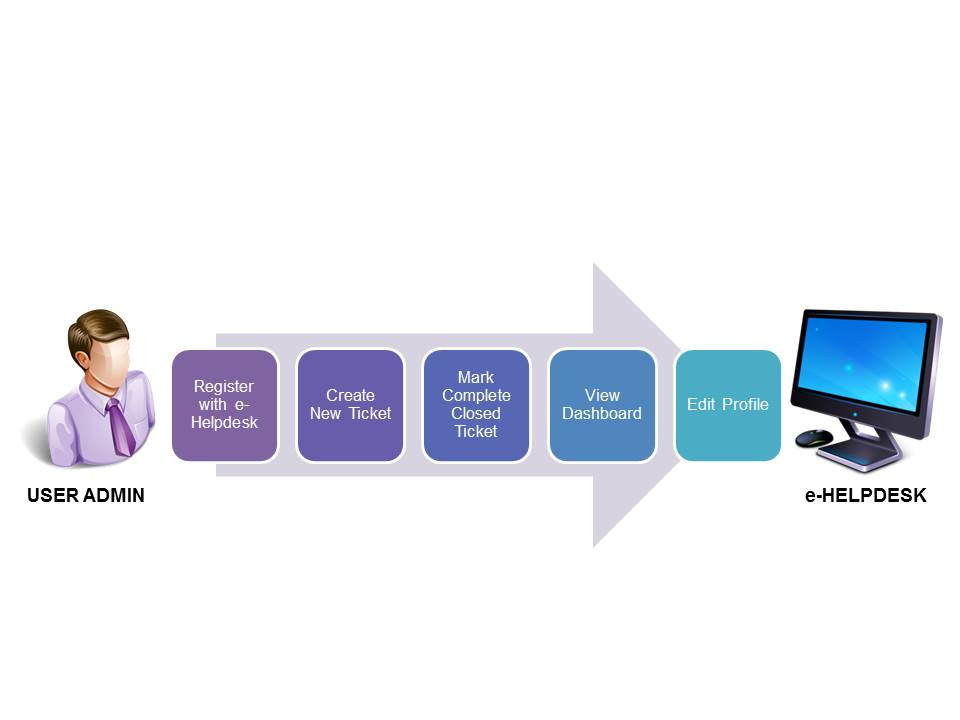 Register
with e-
Helpdesk
Create
New Ticket
Mark
Complete
Closed
Ticket
View
Dashboard
Edit Profile
USER ADMIN
e-HELPDESK